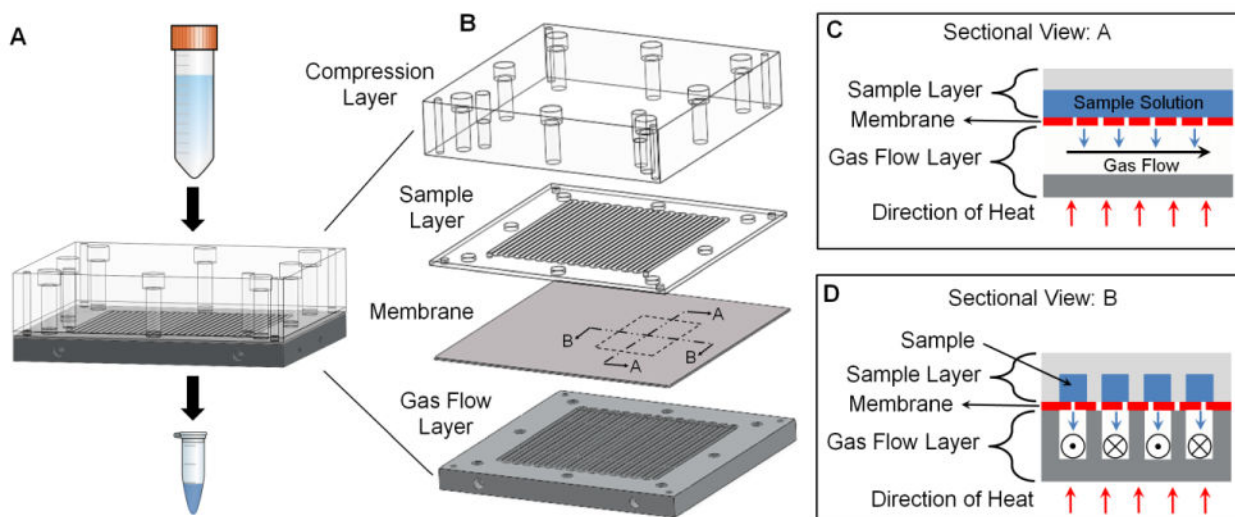 A
B
Compression
Layer
Sample
Layer
Membrane
A
B
B
A
Gas Flow
Layer
C
Sectional View: A
Sample Layer
Sample Solution
Membrane
Gas Flow Layer
Gas Flow
Direction of Heat
D
Sectional View: B
Sample
Sample Layer
Membrane
Gas Flow Layer
Direction of Heat